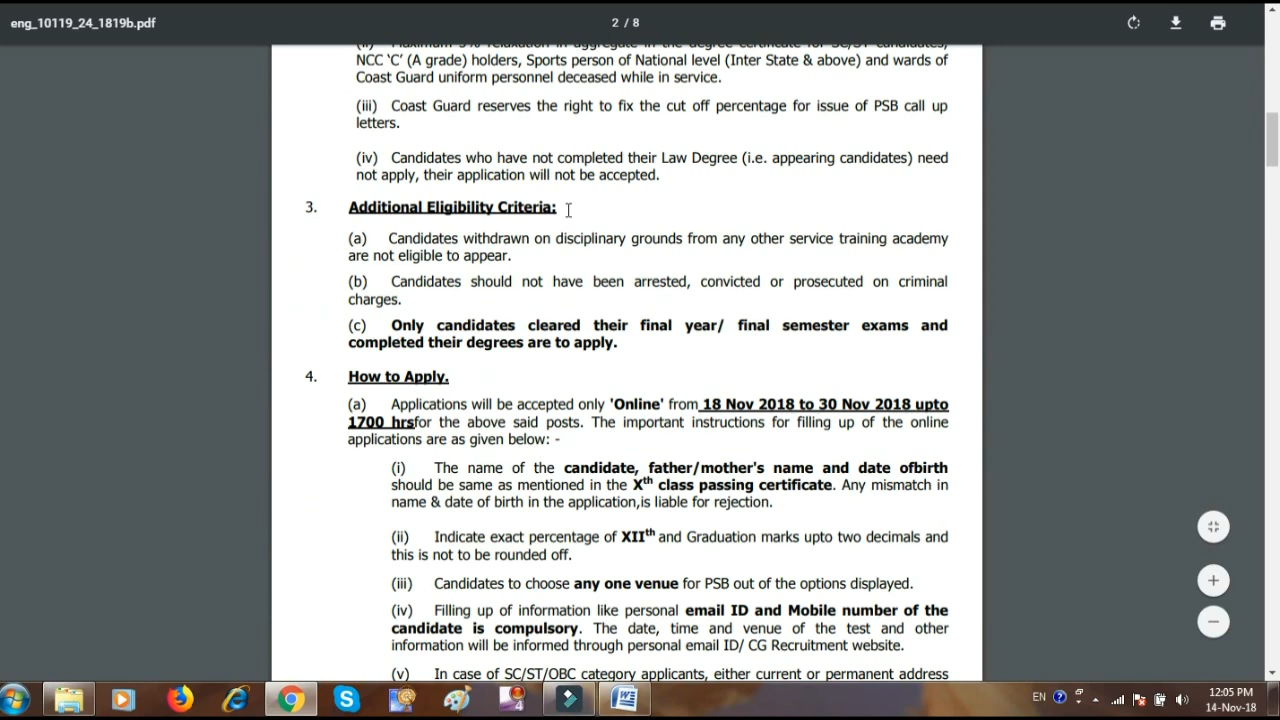 eng_10119_24_1819b.pdf
2 / 8
(ii) Maximum 5% relaxation in aggregate in the degree certificate for SC/ST candidates,
NCC ‘C’ (A grade) holders, Sports person of National level (Inter State & above) and wards of
Coast Guard uniform personnel deceased while in service.
(iii) Coast Guard reserves the right to fix the cut off percentage for issue of PSB call up
letters.
(iv) Candidates who have not completed their Law Degree (i.e. appearing candidates) need
not apply, their application will not be accepted.
3. Additional Eligibility Criteria:
(a) Candidates withdrawn on disciplinary grounds from any other service training academy
are not eligible to appear.
(b) Candidates should not have been arrested, convicted or prosecuted on criminal
charges.
(c) Only candidates cleared their final year/ final semester exams and
completed their degrees are to apply.
4. How to Apply.
(a) Applications will be accepted only 'Online' from 18 Nov 2018 to 30 Nov 2018 upto
1700 hrsfor the above said posts. The important instructions for filling up of the online
applications are as given below: -
(i) The name of the candidate, father/mother's name and date ofbirth
should be same as mentioned in the Xth class passing certificate. Any mismatch in
name & date of birth in the application,is liable for rejection.
(ii) Indicate exact percentage of XIIth and Graduation marks upto two decimals and
this is not to be rounded off.
(iii) Candidates to choose any one venue for PSB out of the options displayed.
(iv) Filling up of information like personal email ID and Mobile number of the
candidate is compulsory. The date, time and venue of the test and other
information will be informed through personal email ID/ CG Recruitment website.
(v) In case of SC/ST/OBC category applicants, either current or permanent address
EN
12:05 PM
14-Nov-18